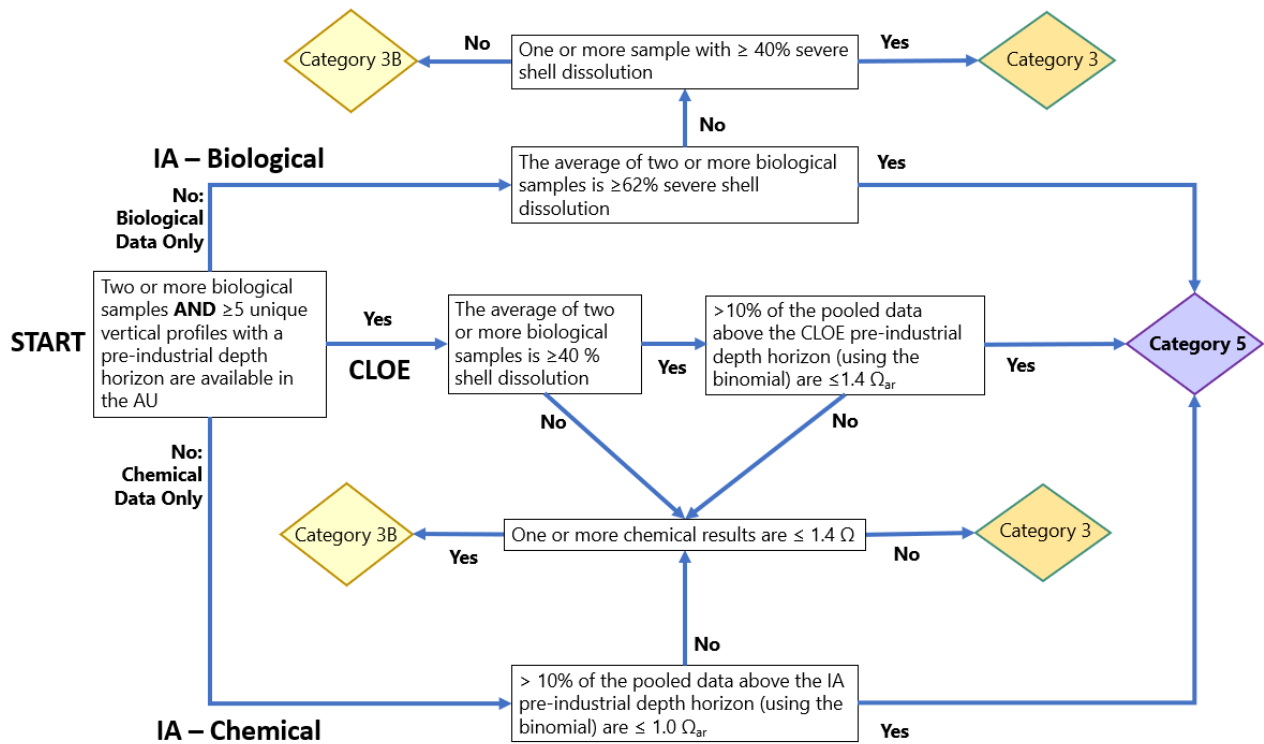 Category 3B
No
One or more sample with ≥ 40% severe
shell dissolution
Yes
Category 3
No
IA – Biological
No:
Biological
Data Only
The average of two or more biological
samples is ≥62% severe shell
dissolution
Yes
START
Two or more biological
samples AND ≥5 unique
vertical profiles with a
pre-industrial depth
horizon are available in
the AU
Yes
CLOE
The average of two
or more biological
samples is ≥40 %
shell dissolution
Yes
>10% of the pooled data
above the CLOE pre-industrial
depth horizon (using the
binomial) are ≤1.4 Ωar
Yes
Category 5
No
No
No:
Chemical
Data Only
Category 3B
Yes
One or more chemical results are ≤ 1.4 Ω
No
Category 3
No
IA – Chemical
> 10% of the pooled data above the IA
pre-industrial depth horizon (using the
binomial) are ≤ 1.0 Ωar
Yes